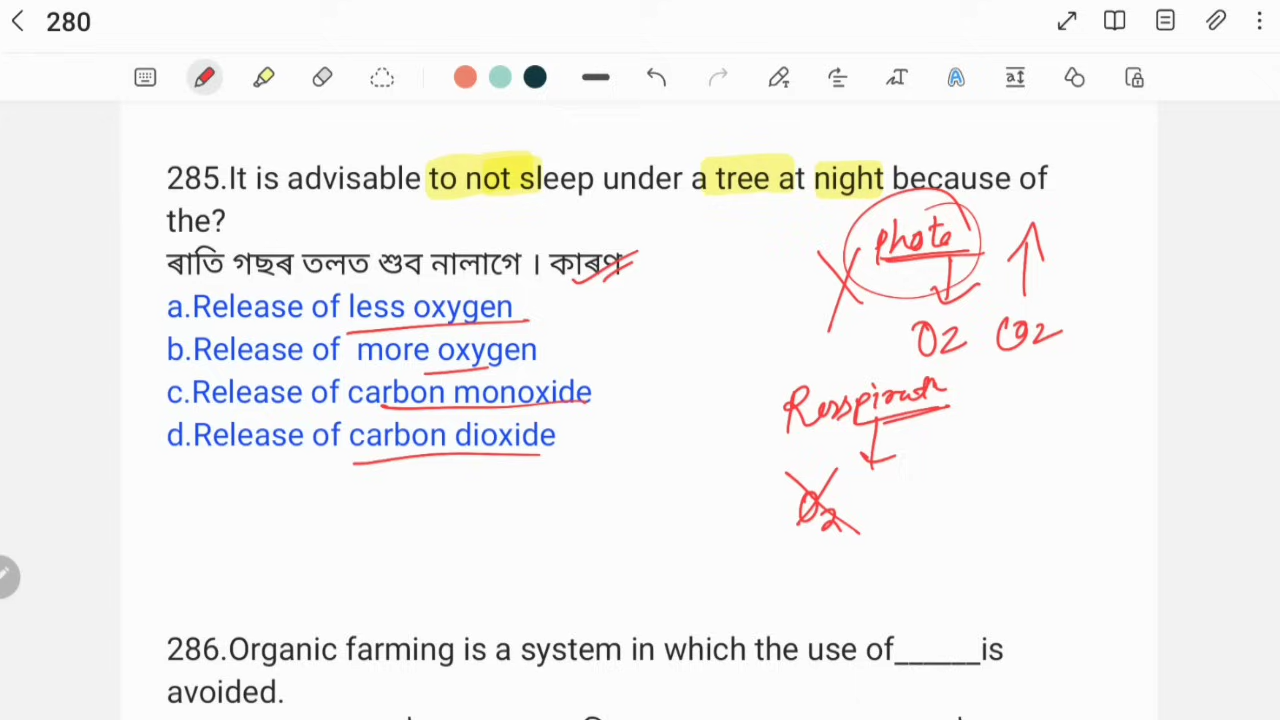 280
285.It is advisable to not sleep under a tree at night because of
the?
ৰাতি গছৰ তলত শুব নালাগে । কাৰণ
a.Release of less oxygen
b.Release of more oxygen
c.Release of carbon monoxide
d.Release of carbon dioxide
photo
O2 CO2
O2
286.Organic farming is a system in which the use of______is
avoided.